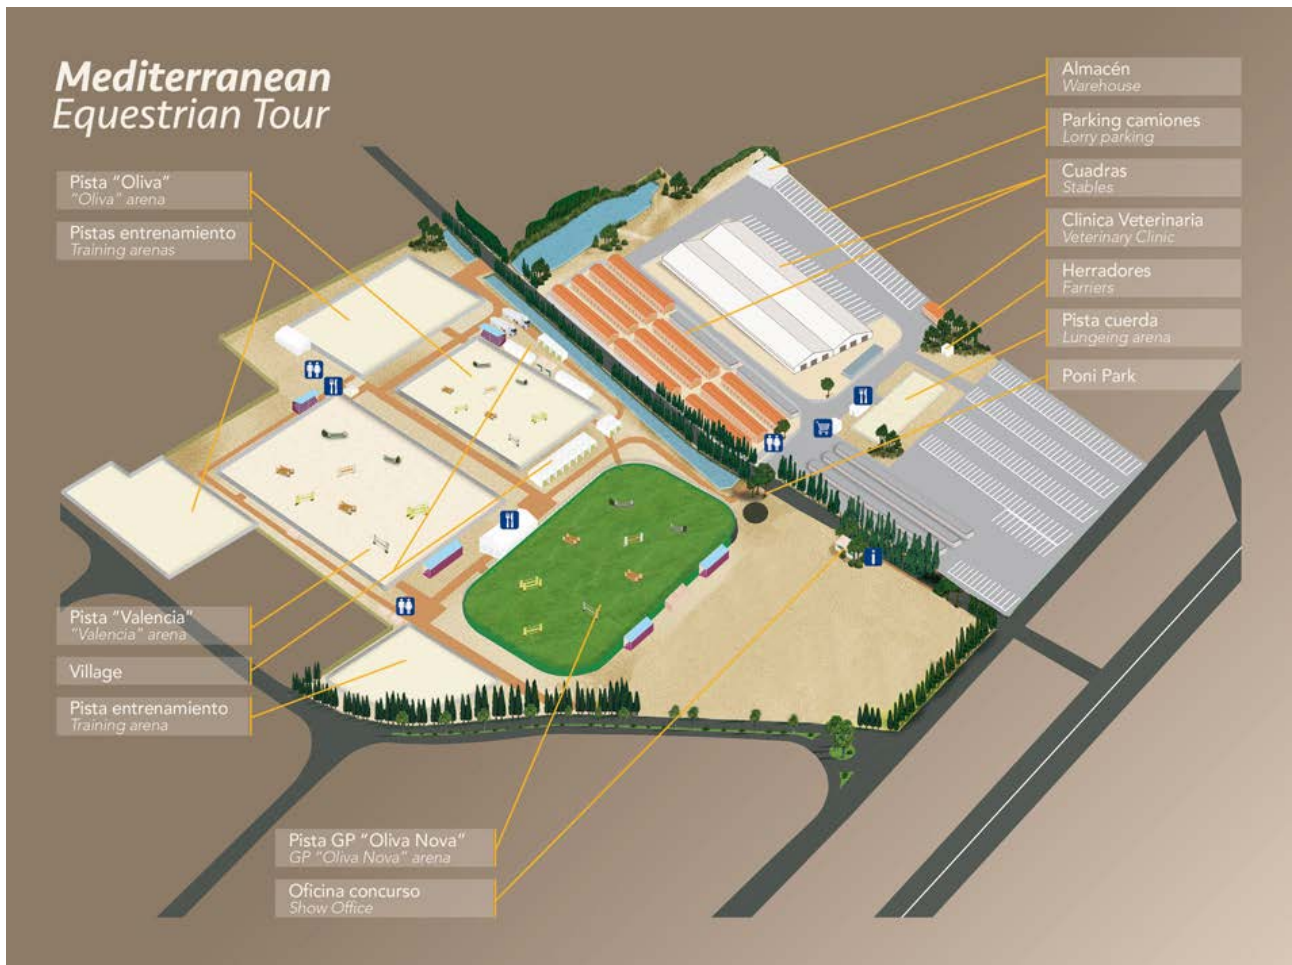 Mediterranean
Equestrian Tour
Pista “Oliva”
“Oliva” arena
Pistas entrenamiento
Training arenas
Pista “Valencia”
“Valencia” arena
Village
Pista entrenamiento
Training arena
Pista GP “Oliva Nova”
GP “Oliva Nova” arena
Oficina concurso
Show Office
Almacén
Warehouse
Parking camiones
Lorry parking
Cuadras
Stables
Clinica Veterinaria
Veterinary Clinic
Herradores
Farriers
Pista cuerda
Lungeing arena
Poni Park
i